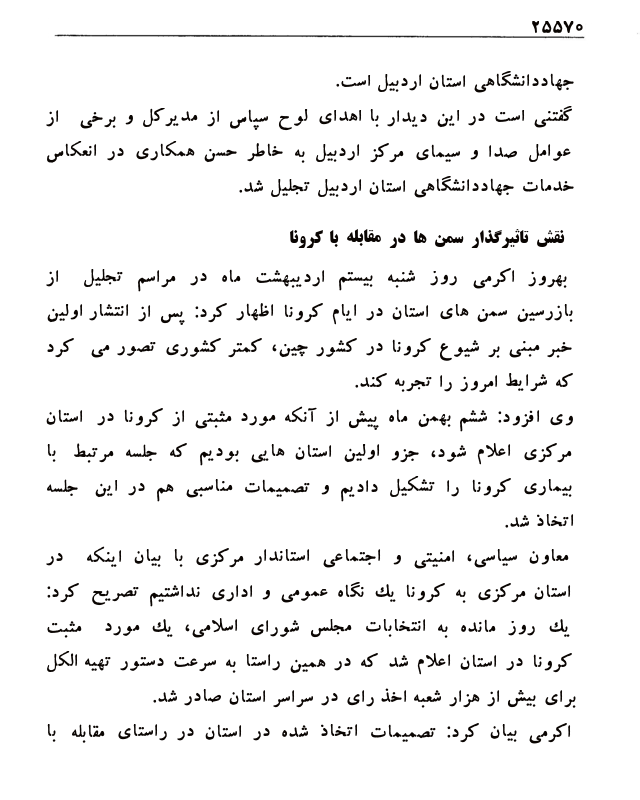 ۲۵۵۷۰
جهاددانشگاهی استان اردبیل است.
گفتنی است در این دیدار با اهدای لوح سپاس از مدیرکل و برخی از
عوامل صدا و سیمای مرکز اردبیل به خاطر حسن همکاری در انعکاس
خدمات جهاددانشگاهی استان اردبیل تجلیل شد.
نقش تاثیرگذار سمن ها در مقابله با کرونا
بهروز اکرمی روز شنبه بیستم اردیبهشت ماه در مراسم تجلیل از
بازرسین سمن های استان در ایام کرونا اظهار کرد: پس از انتشار اولین
خبر مبنی بر شیوع کرونا در کشور چین، کمتر کشوری تصور می کرد
که شرایط امروز را تجربه کند.
وی افزود: ششم بهمن ماه پیش از آنکه مورد مثبتی از کرونا در استان
مرکزی اعلام شود، جزو اولین استان هایی بودیم که جلسه مرتبط با
بیماری کرونا را تشکیل دادیم و تصمیمات مناسبی هم در این جلسه
اتخاذ شد.
معاون سیاسی، امنیتی و اجتماعی استاندار مرکزی با بیان اینکه در
استان مرکزی به کرونا یك نگاه عمومی و اداری نداشتیم تصریح کرد:
یك روز مانده به انتخابات مجلس شورای اسلامی، یك مورد مثبت
کرونا در استان اعلام شد که در همین راستا به سرعت دستور تهیه الکل
برای بیش از هزار شعبه اخذ رای در سراسر استان صادر شد.
اکرمی بیان کرد: تصمیمات اتخاذ شده در استان در راستای مقابله با